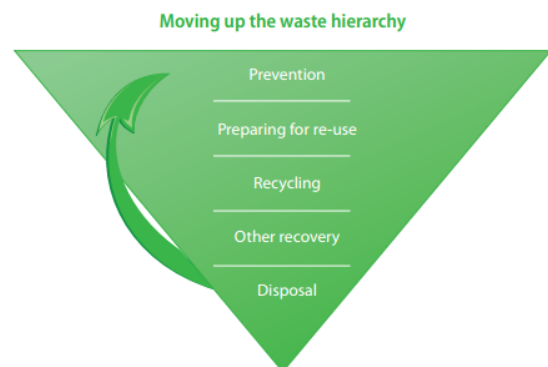 Moving up the waste hierarchy
Prevention
Preparing for re-use
Recycling
Other recovery
Disposal